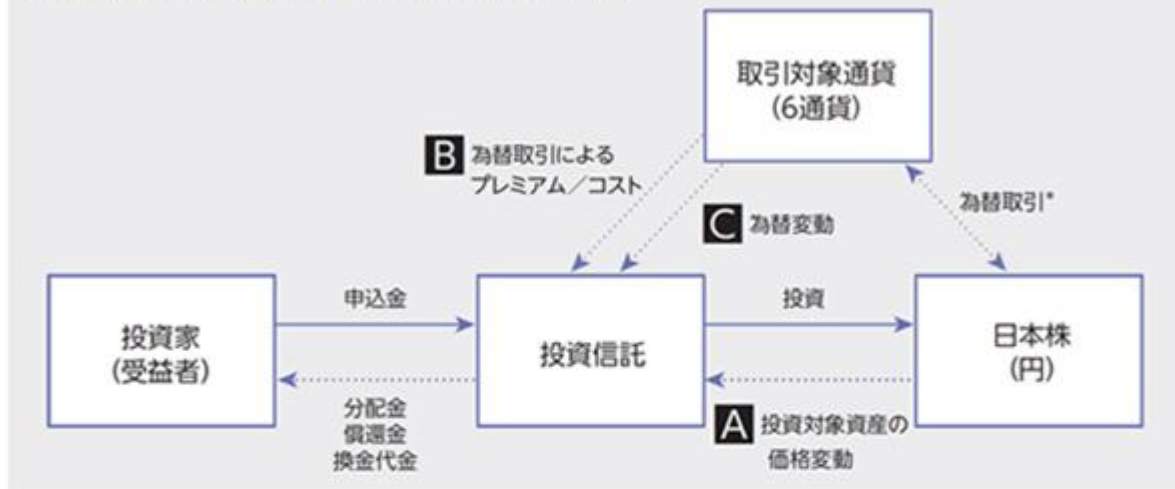 取引対象通貨
(6通貨)
B 為替取引による
プレミアム／コスト
C 為替変動
為替取引*
投資家
(受益者)
申込金
分配金
償還金
換金代金
投資信託
投資
A 投資対象資産の
価格変動
日本株
(円)